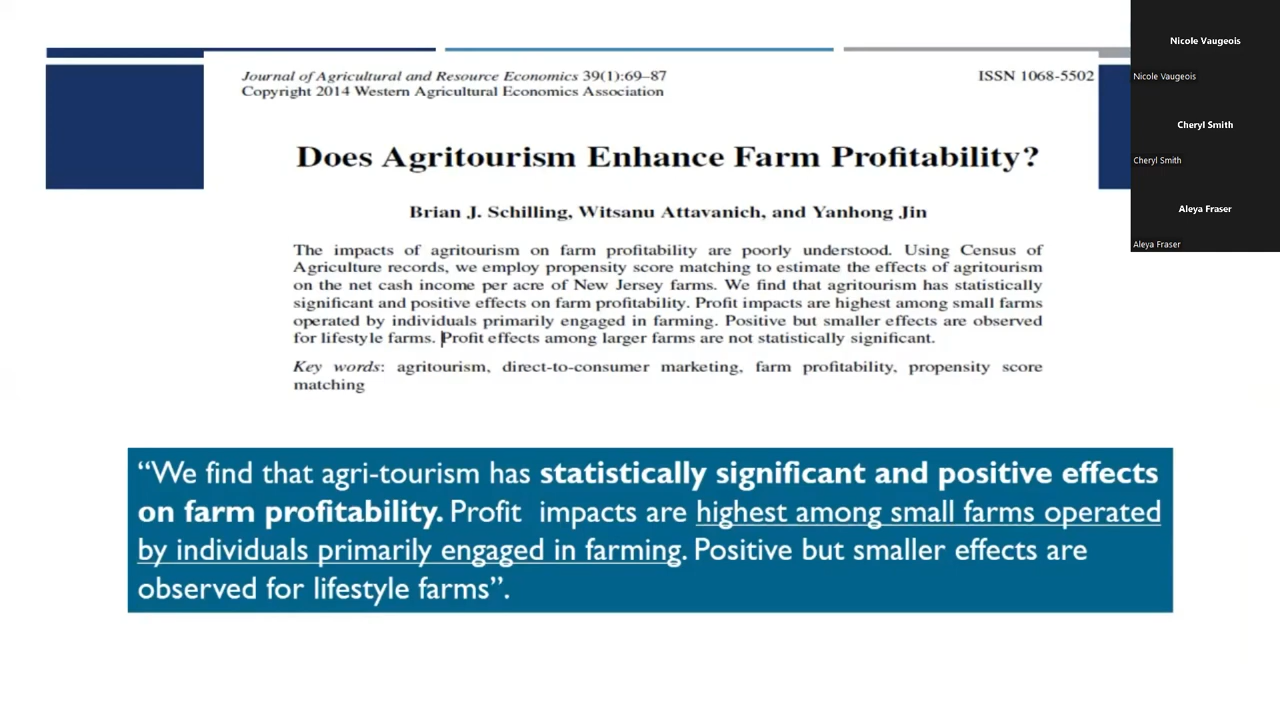 Journal of Agricultural and Resource Economics 39(1):69–87
ISSN 1068-5502
Copyright 2014 Western Agricultural Economics Association
Does Agritourism Enhance Farm Profitability?
Brian J. Schilling, Witsanu Attavanich, and Yanhong Jin
The impacts of agritourism on farm profitability are poorly understood. Using Census of
Agriculture records, we employ propensity score matching to estimate the effects of agritourism
on the net cash income per acre of New Jersey farms. We find that agritourism has statistically
significant and positive effects on farm profitability. Profit impacts are highest among small farms
operated by individuals primarily engaged in farming. Positive but smaller effects are observed
for lifestyle farms. Profit effects among larger farms are not statistically significant.
Key words: agritourism, direct-to-consumer marketing, farm profitability, propensity score
matching
“We find that agri-tourism has statistically significant and positive effects
on farm profitability. Profit impacts are highest among small farms operated
by individuals primarily engaged in farming. Positive but smaller effects are
observed for lifestyle farms”.
Nicole Vaugeois
Nicole Vaugeois
Cheryl Smith
Cheryl Smith
Aleya Fraser
Aleya Fraser